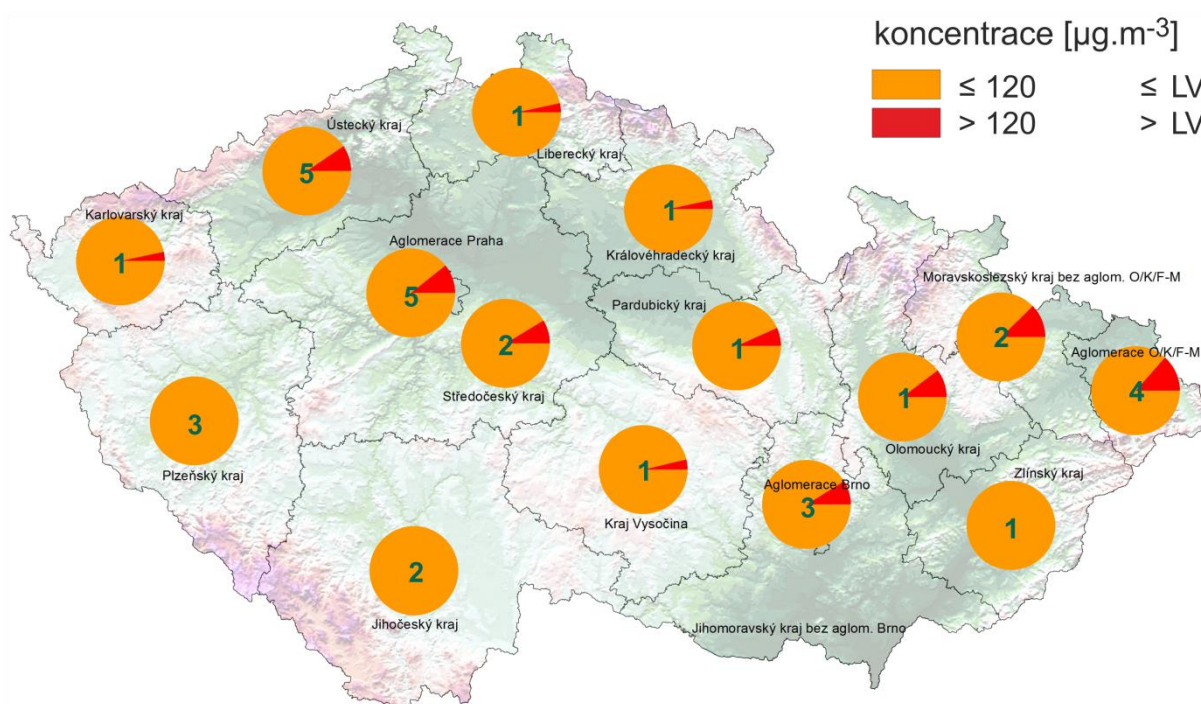 koncentrace [µg.m-3]
≤ 120 ≤ LV
> 120 > LV
1
Liberecký kraj
Ústecký kraj
5
1
Královéhradecký kraj
Karlovarský kraj
1
Aglomerace Praha
5
Moravskoslezský kraj bez aglom. O/K/F-M
2
Pardubický kraj
1
2
Středočeský kraj
Aglomerace O/K/F-M
4
1
Olomoucký kraj
3
Plzeňský kraj
1
Kraj Vysočina
Aglomerace Brno
3
Zlínský kraj
1
2
Jihočeský kraj
Jihomoravský kraj bez aglom. Brno